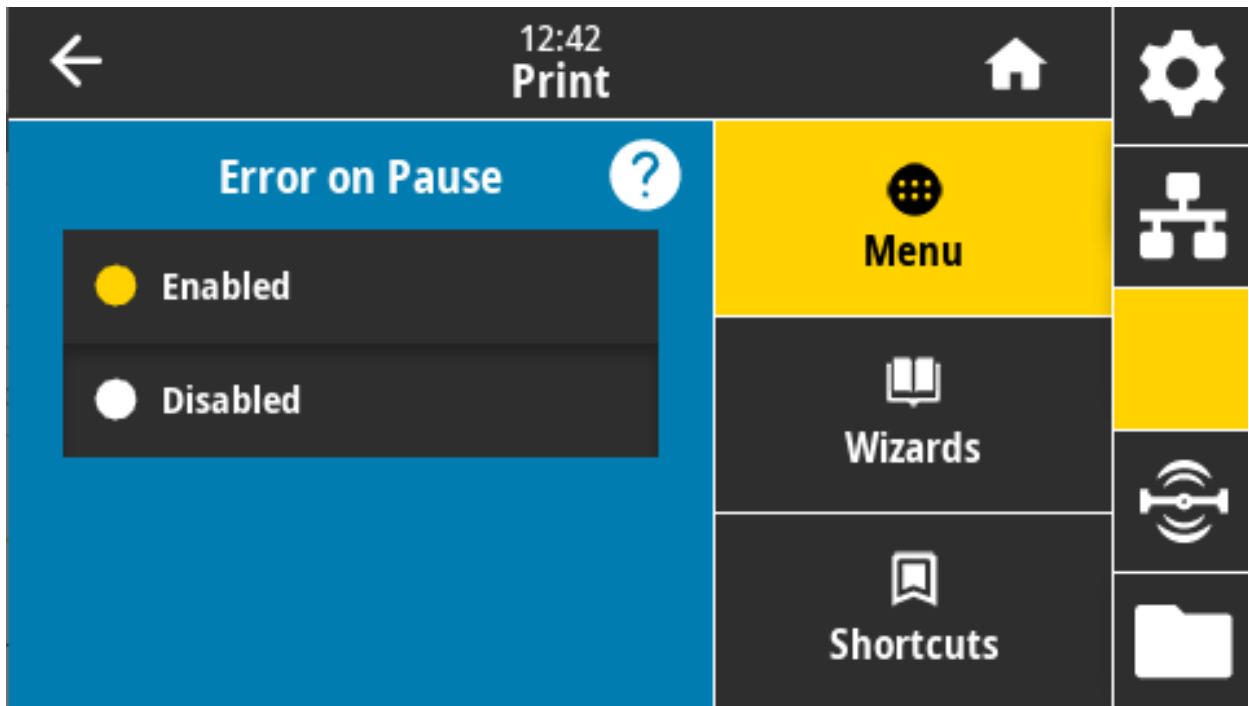 12:42
Print
Error on Pause
?
Enabled
Disabled
Menu
Wizards
Shortcuts